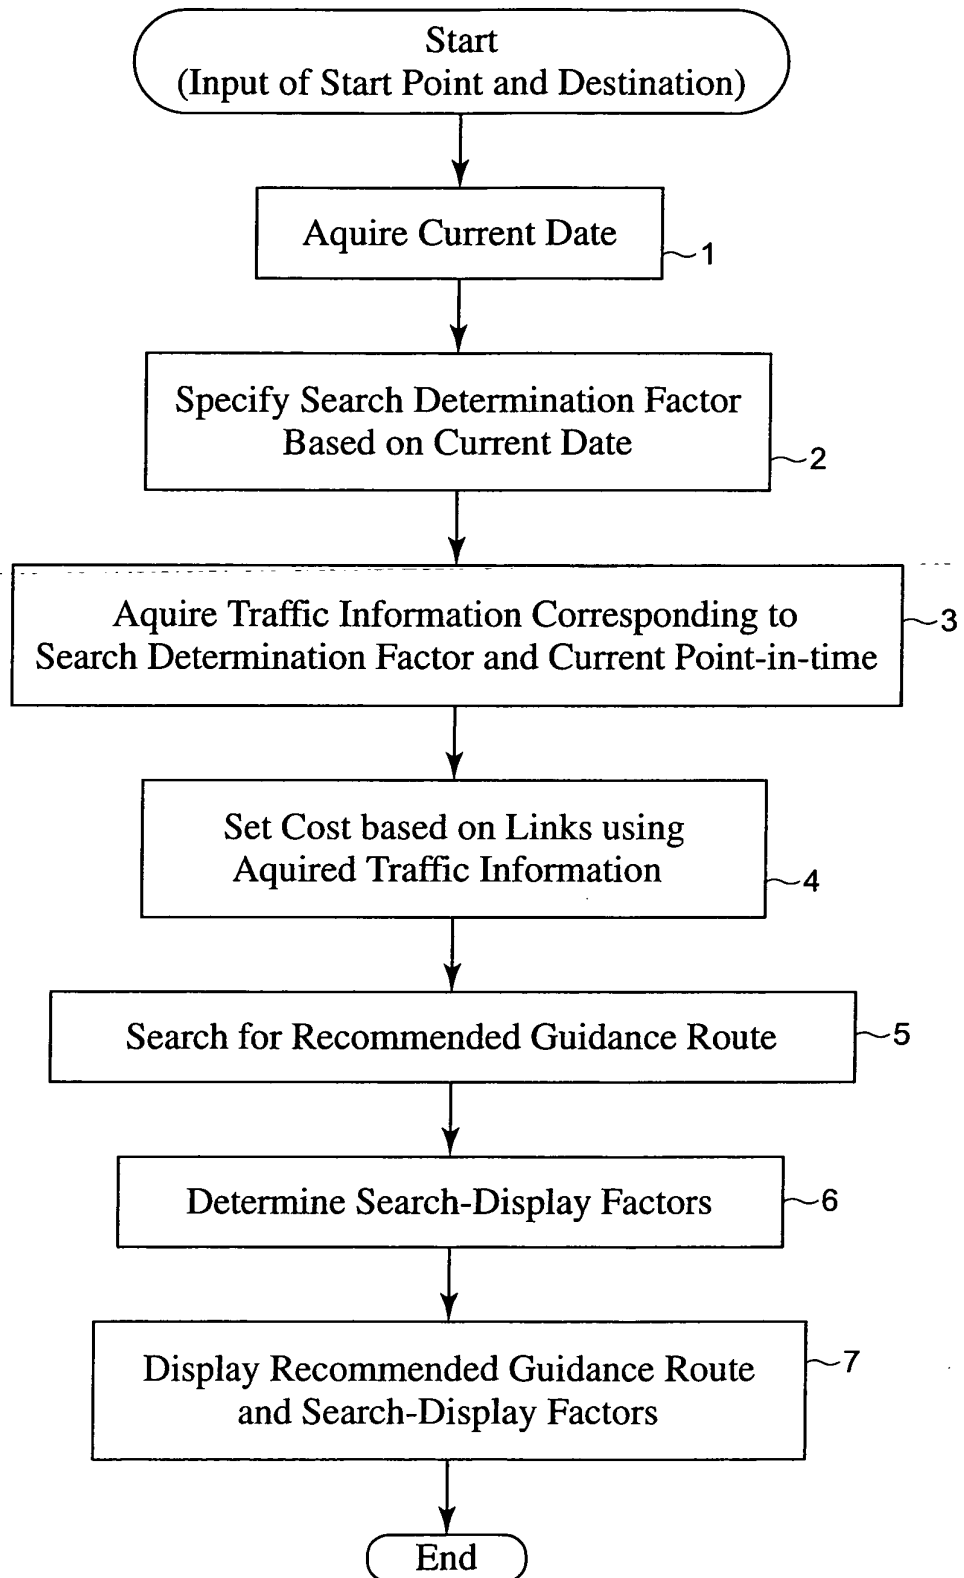 Start
(Input of Start Point and Destination)
Aquire Current Date
1
Specify Search Determination Factor
Based on Current Date
2
Aquire Traffic Information Corresponding to
Search Determination Factor and Current Point-in-time
3
Set Cost based on Links using
Aquired Traffic Information
4
Search for Recommended Guidance Route
5
Determine Search-Display Factors
6
Display Recommended Guidance Route
and Search-Display Factors
7
End